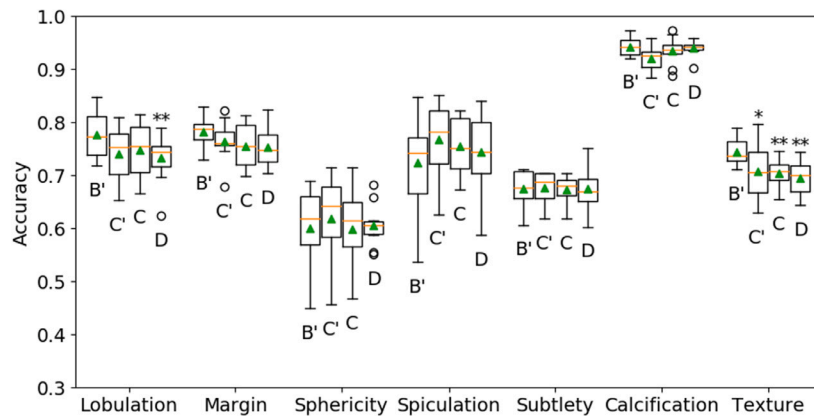 Accuracy
1.0
0.9
0.8
0.7
0.6
0.5
0.4
0.3
B' C' C D
**
B' C' C D
B' C' C D
B' C' C D
B' C' C D
B' C' C D
* ** **
B' C' C D
Lobulation Margin Sphericity Spiculation Subtlety Calcification Texture